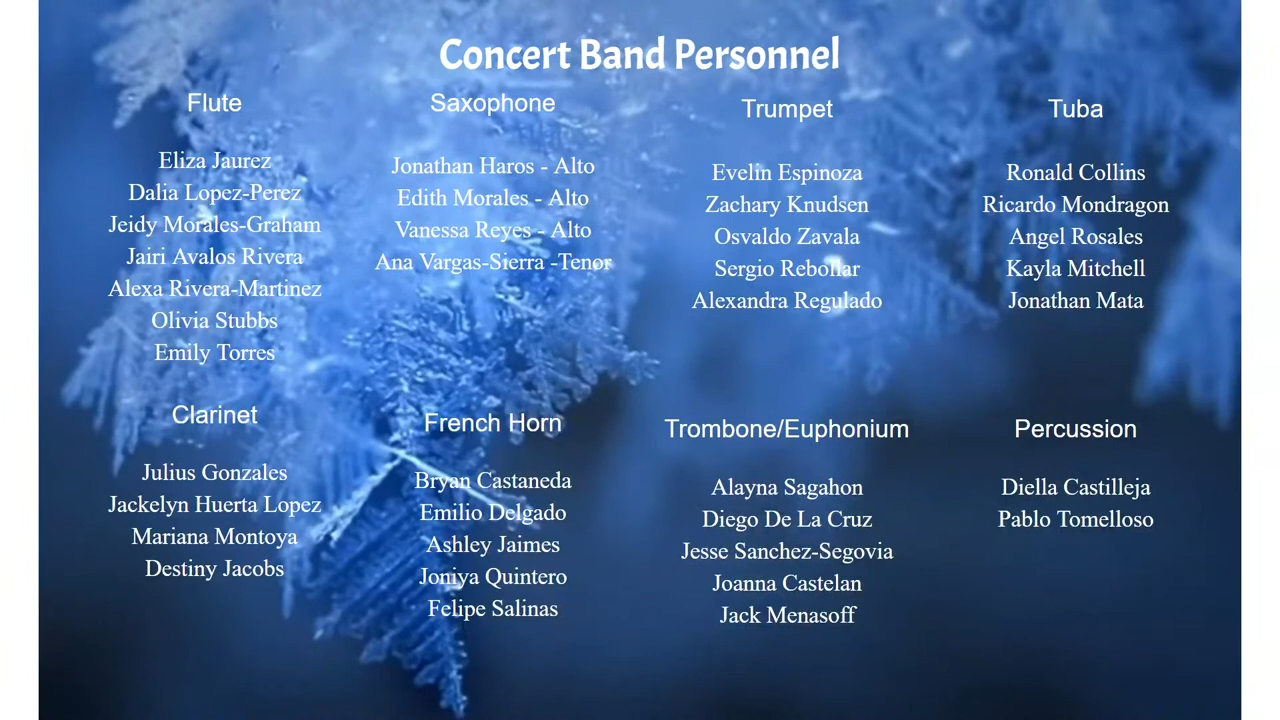 Concert Band Personnel
Flute
Eliza Jaurez
Dalia Lopez-Perez
Jeidy Morales-Graham
Jairi Avalos Rivera
Alexa Rivera-Martinez
Olivia Stubbs
Emily Torres
Saxophone
Jonathan Haros - Alto
Edith Morales - Alto
Vanessa Reyes - Alto
Ana Vargas-Sierra -Tenor
Trumpet
Evelin Espinoza
Zachary Knudsen
Osvaldo Zavala
Sergio Rebollar
Alexandra Regulado
Tuba
Ronald Collins
Ricardo Mondragon
Angel Rosales
Kayla Mitchell
Jonathan Mata
Clarinet
Julius Gonzales
Jackelyn Huerta Lopez
Mariana Montoya
Destiny Jacobs
French Horn
Bryan Castaneda
Emilio Delgado
Ashley Jaimes
Joniya Quintero
Felipe Salinas
Trombone/Euphonium
Alayna Sagahon
Diego De La Cruz
Jesse Sanchez-Segovia
Joanna Castelan
Jack Menasoff
Percussion
Diella Castilleja
Pablo Tomelloso